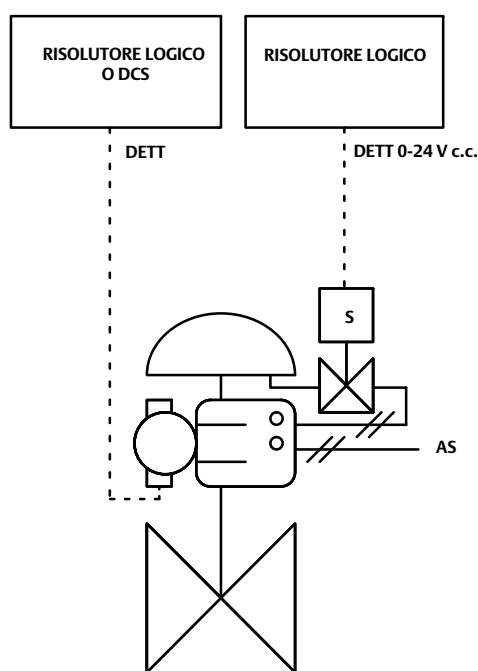 RISOLUTORE LOGICO
O DCS
RISOLUTORE LOGICO
DETT
DETT 0-24 V c.c.
S
AS